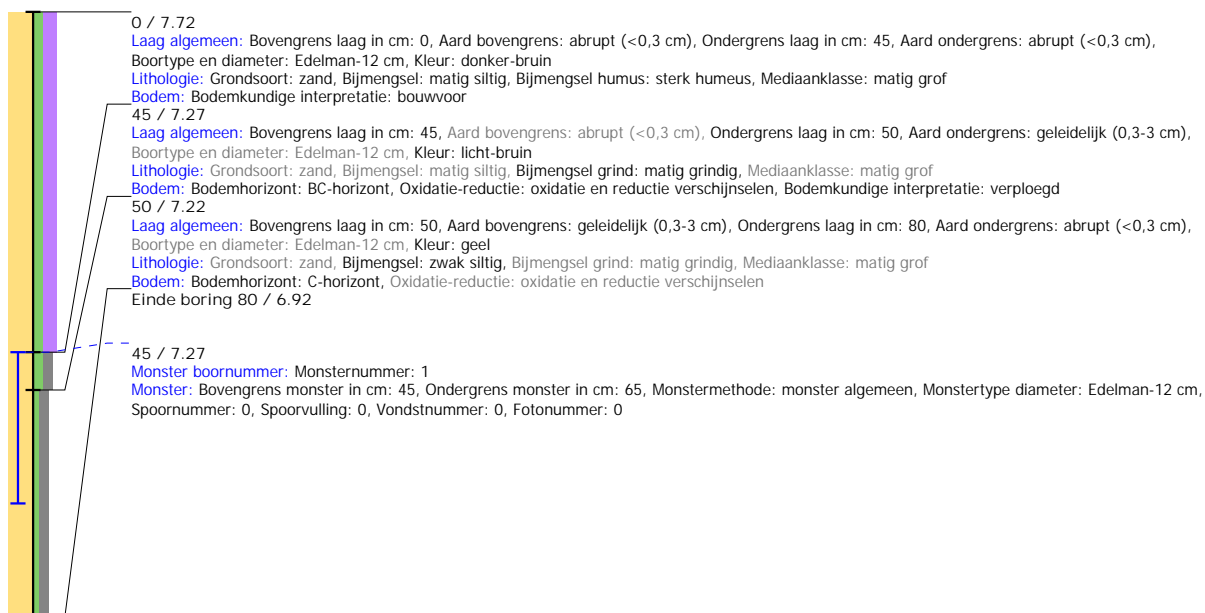 0 / 7.72
Laag algemeen: Bovengrens laag in cm: 0, Aard bovengrens: abrupt (<0,3 cm), Ondergrens laag in cm: 45, Aard ondergrens: abrupt (<0,3 cm),
Boortype en diameter: Edelman-12 cm, Kleur: donker-bruin
Lithologie: Grondsoort: zand, Bijmengsel: matig siltig, Bijmengsel humus: sterk humeus, Mediaanklasse: matig grof
Bodem: Bodemkundige interpretatie: bouwvoor
45 / 7.27
Laag algemeen: Bovengrens laag in cm: 45, Aard bovengrens: abrupt (<0,3 cm), Ondergrens laag in cm: 50, Aard ondergrens: geleidelijk (0,3-3 cm),
Boortype en diameter: Edelman-12 cm, Kleur: licht-bruin
Lithologie: Grondsoort: zand, Bijmengsel: matig siltig, Bijmengsel grind: matig grindig, Mediaanklasse: matig grof
Bodem: Bodemhorizont: BC-horizont, Oxidatie-reductie: oxidatie en reductie verschijnselen, Bodemkundige interpretatie: verploegd
50 / 7.22
Laag algemeen: Bovengrens laag in cm: 50, Aard bovengrens: geleidelijk (0,3-3 cm), Ondergrens laag in cm: 80, Aard ondergrens: abrupt (<0,3 cm),
Boortype en diameter: Edelman-12 cm, Kleur: geel
Lithologie: Grondsoort: zand, Bijmengsel: zwak siltig, Bijmengsel grind: matig grindig, Mediaanklasse: matig grof
Bodem: Bodemhorizont: C-horizont, Oxidatie-reductie: oxidatie en reductie verschijnselen
Einde boring 80 / 6.92
45 / 7.27
Monster boornummer: Monsternummer: 1
Monster: Bovengrens monster in cm: 45, Ondergrens monster in cm: 65, Monstermethode: monster algemeen, Monstertype diameter: Edelman-12 cm,
Spoornummer: 0, Spoorvulling: 0, Vondstnummer: 0, Fotonummer: 0